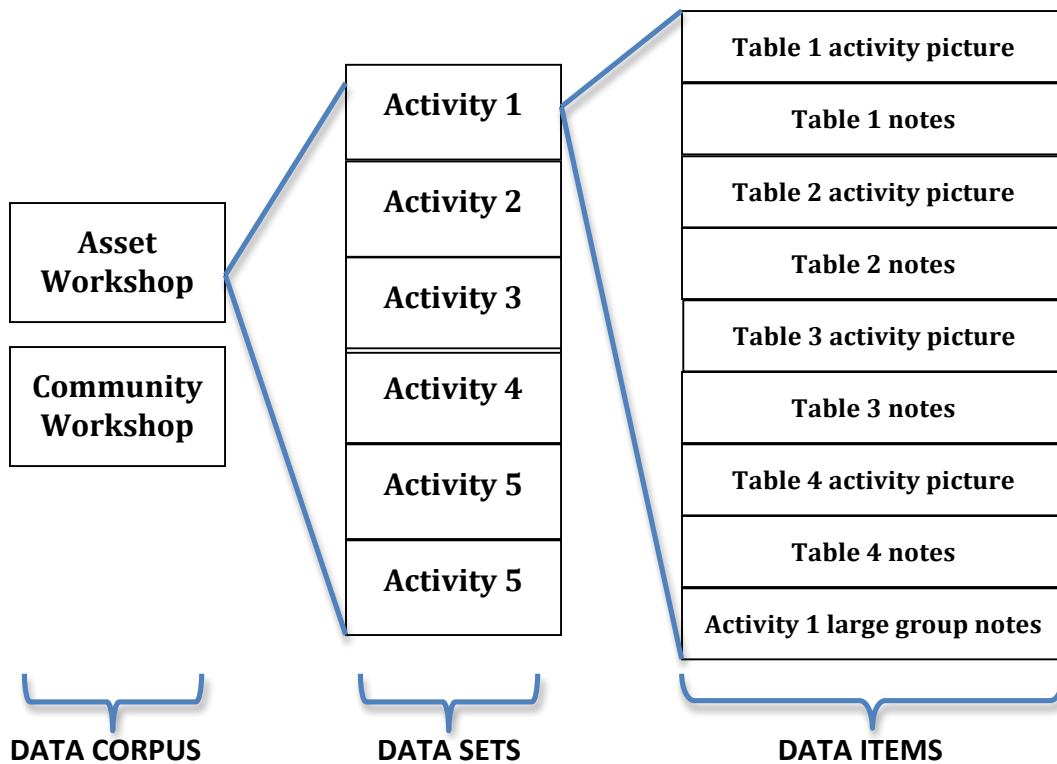 Asset
Workshop
Community
Workshop
Activity 1
Activity 2
Activity 3
Activity 4
Activity 5
Activity 5
Table 1 activity picture
Table 1 notes
Table 2 activity picture
Table 2 notes
Table 3 activity picture
Table 3 notes
Table 4 activity picture
Table 4 notes
Activity 1 large group notes
DATA CORPUS
DATA SETS
DATA ITEMS